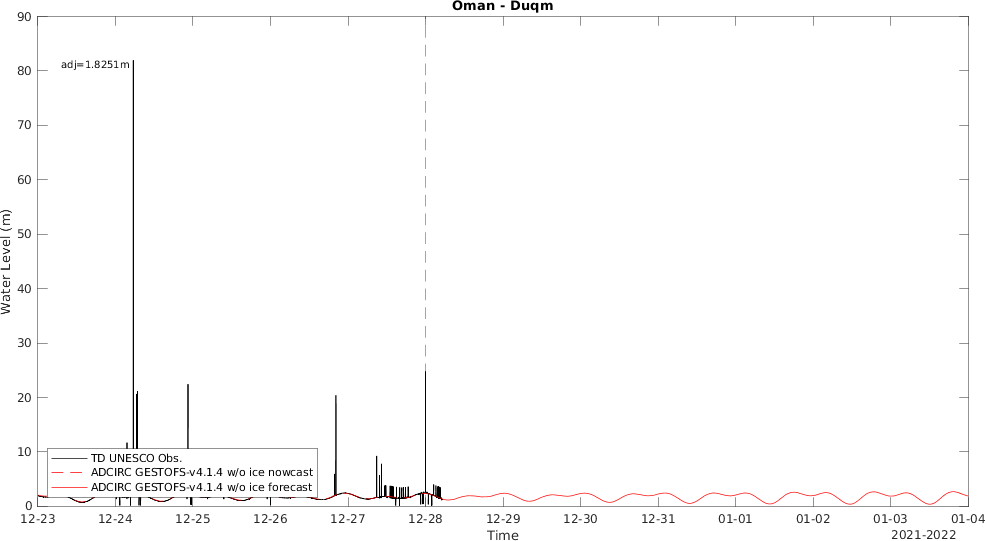 Oman - Duqm
90
80
70
60
50
40
30
20
10
0
Water Level (m)
adj=1.8251m
TD UNESCO Obs.
ADCIRC GESTOFS-v4.1.4 w/o ice nowcast
ADCIRC GESTOFS-v4.1.4 w/o ice forecast
12-23 12-24 12-25 12-26 12-27 12-28 12-29 12-30 12-31 01-01 01-02 01-03 01-04
Time
2021-2022